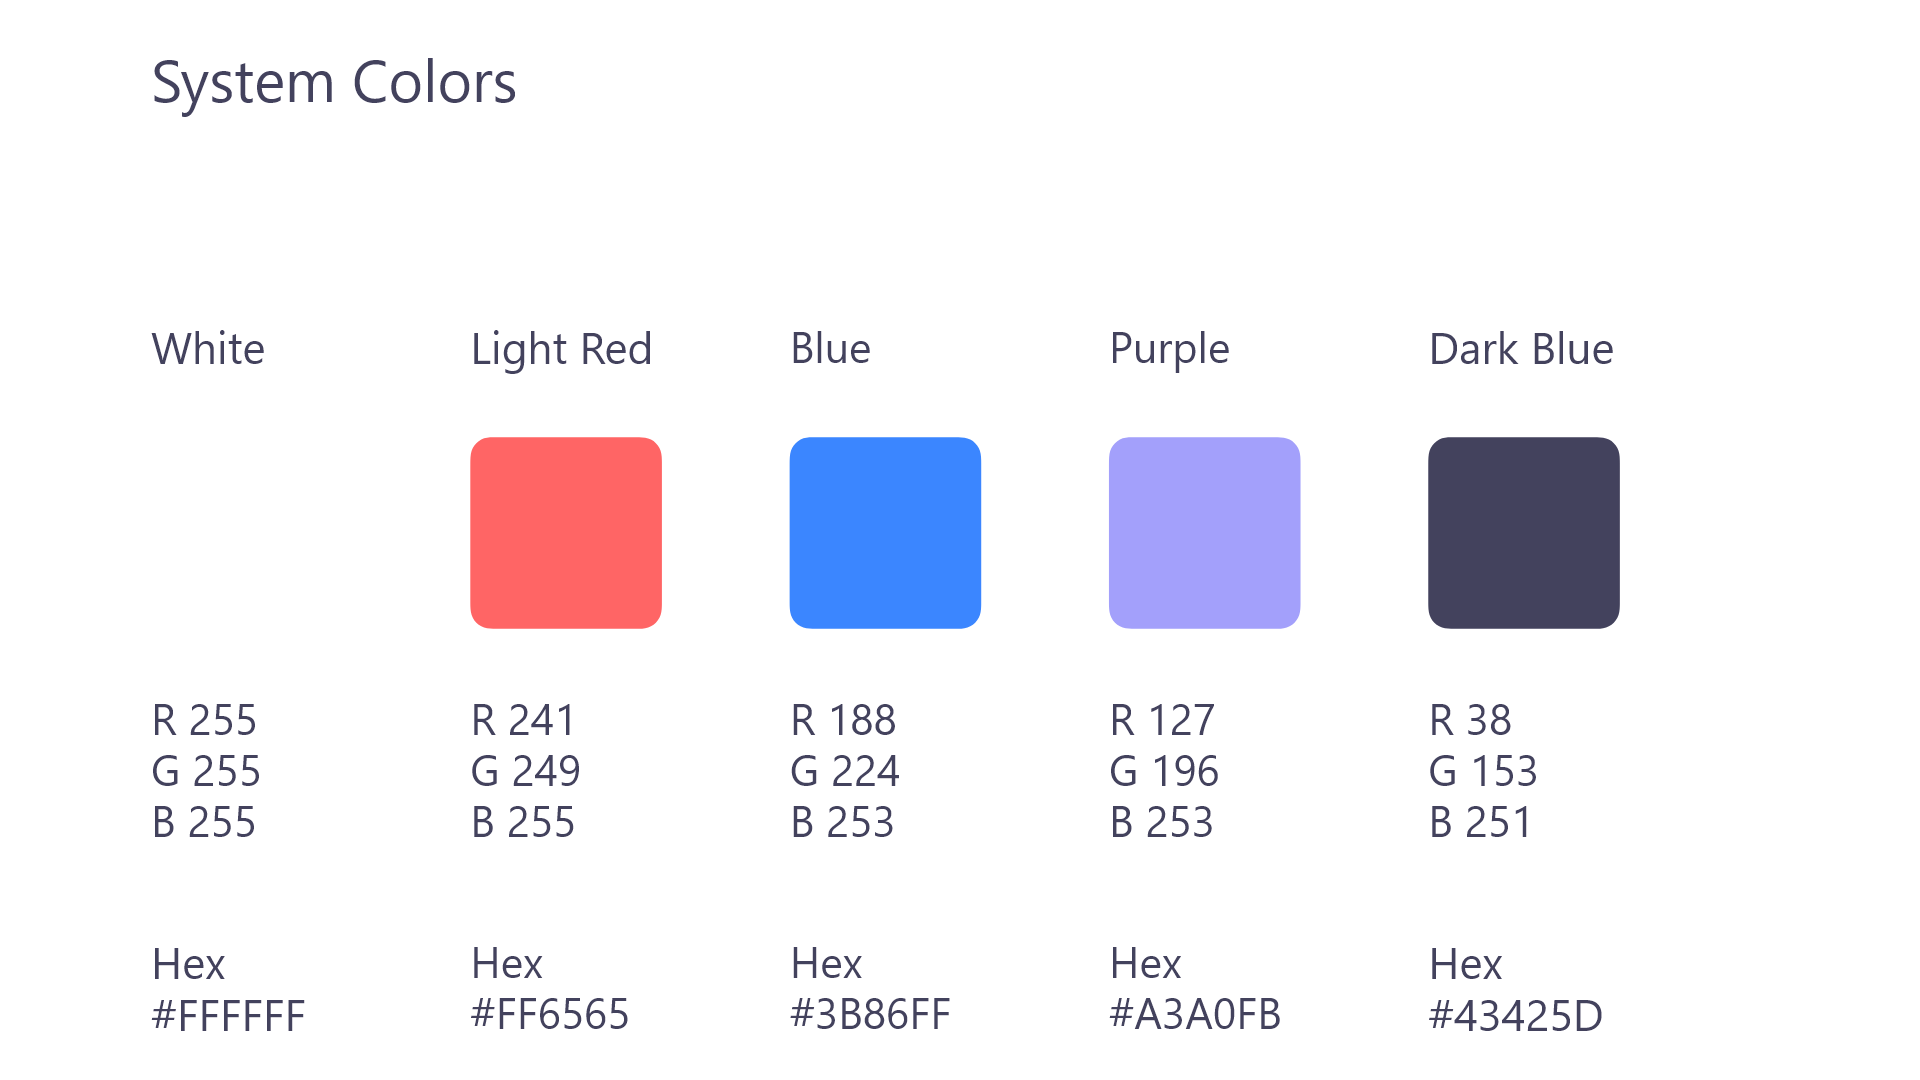 System Colors
White
Light Red
Blue
Purple
Dark Blue
R 255
G 255
B 255
R 241
G 249
B 255
R 188
G 224
B 253
R 127
G 196
B 253
R 38
G 153
B 251
Hex
#FFFFFF
Hex
#FF6565
Hex
#3B86FF
Hex
#A3A0FB
Hex
#43425D